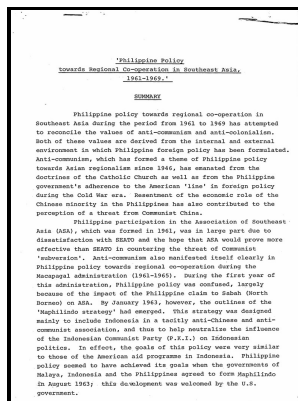 'Philippine Policy
towards Regional Co-operation in Southeast Asia,
1961-1969.'
SUMMARY
Philippine policy towards regional co-operation in
Southeast Asia during the period from 1961 to 1969 has attempted
to reconcile the values of anti-communism and anti-colonialism.
Both of these values are derived from the internal and external
environment in which Philippine foreign policy has been formulated.
Anti-communism, which has formed a theme of Philippine policy
towards Asian regionalism since 1946, has emanated from the
doctrines of the Catholic Church as well as from the Philippine
government's adherence to the American 'line' in foreign policy
during the Cold War era. Resentment of the economic role of the
Chinese minority in the Philippines has also contributed to the
perception of a threat from Communist China.
Philippine participation in the Association of Southeast
Asia (ASA), which was formed in 1961, was in large part due to
dissatisfaction with SEATO and the hope that ASA would prove more
effective than SEATO in countering the threat of Communist
'subversion'. Anti-communism also manifested itself clearly in
Philippine policy towards regional co-operation during the
Macapagal administration (1961-1965). During the first year of
this administration, Philippine policy was confused, largely
because of the impact of the Philippine claim to Sabah (North
Borneo) on ASA. By January 1963, however, the outlines of the
'Maphilindo strategy' had emerged. This strategy was designed
mainly to include Indonesia in a tacitly anti-Chinese and anti-
communist association, and thus to help neutralize the influence
of the Indonesian Communist Party (P.K.I.) on Indonesian
politics. In effect, the goals of this policy were very similar
to those of the American aid programme in Indonesia. Philippine
policy seemed to have achieved its goals when the governments of
Malaya, Indonesia and the Philippines agreed to form Maphilindo
in August 1963; this development was welcomed by the U.S.
government.